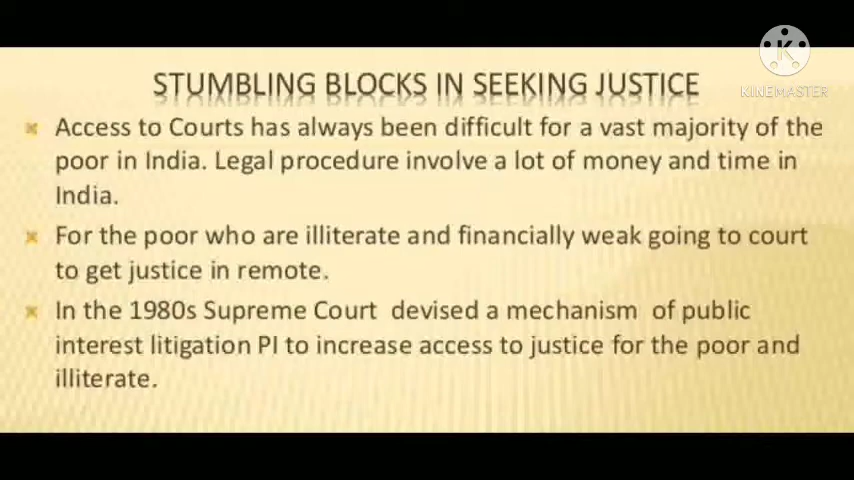 STUMBLING BLOCKS IN SEEKING JUSTICE
KINEMASTER
Access to Courts has always been difficult for a vast majority of the
poor in India. Legal procedure involve a lot of money and time in
India.
For the poor who are illiterate and financially weak going to court
to get justice in remote.
In the 1980s Supreme Court devised a mechanism of public
interest litigation PI to increase access to justice for the poor and
illiterate.